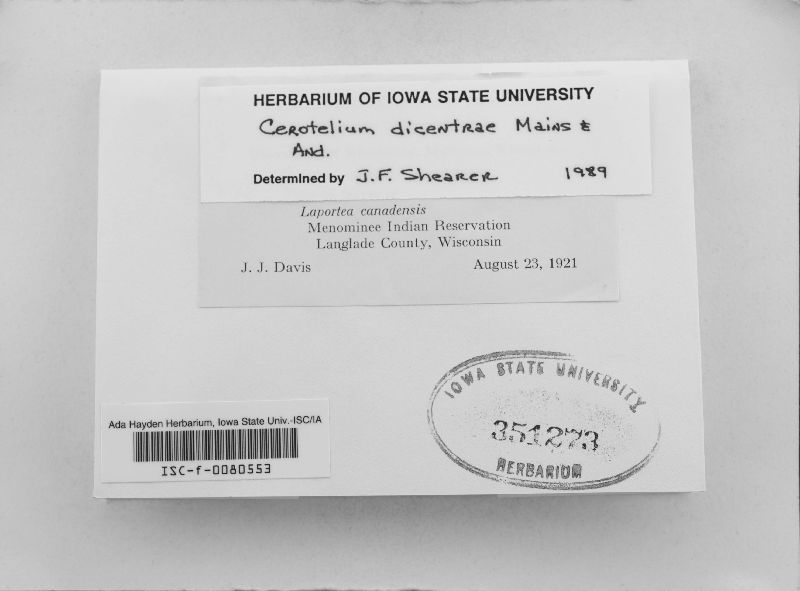 HERBARIUM OF IOWA STATE UNIVERSITY
Cerotelium dicentrae Mains &
And.
Determined by J.F. Shearer 1989
Laportea canadensis
Menominee Indian Reservation
Langlade County, Wisconsin
J. J. Davis August 23, 1921
IOWA STATE UNIVERSITY
351273
HERBARIUM
Ada Hayden Herbarium, Iowa State Univ.-ISC/IA
ISC-f-0080553